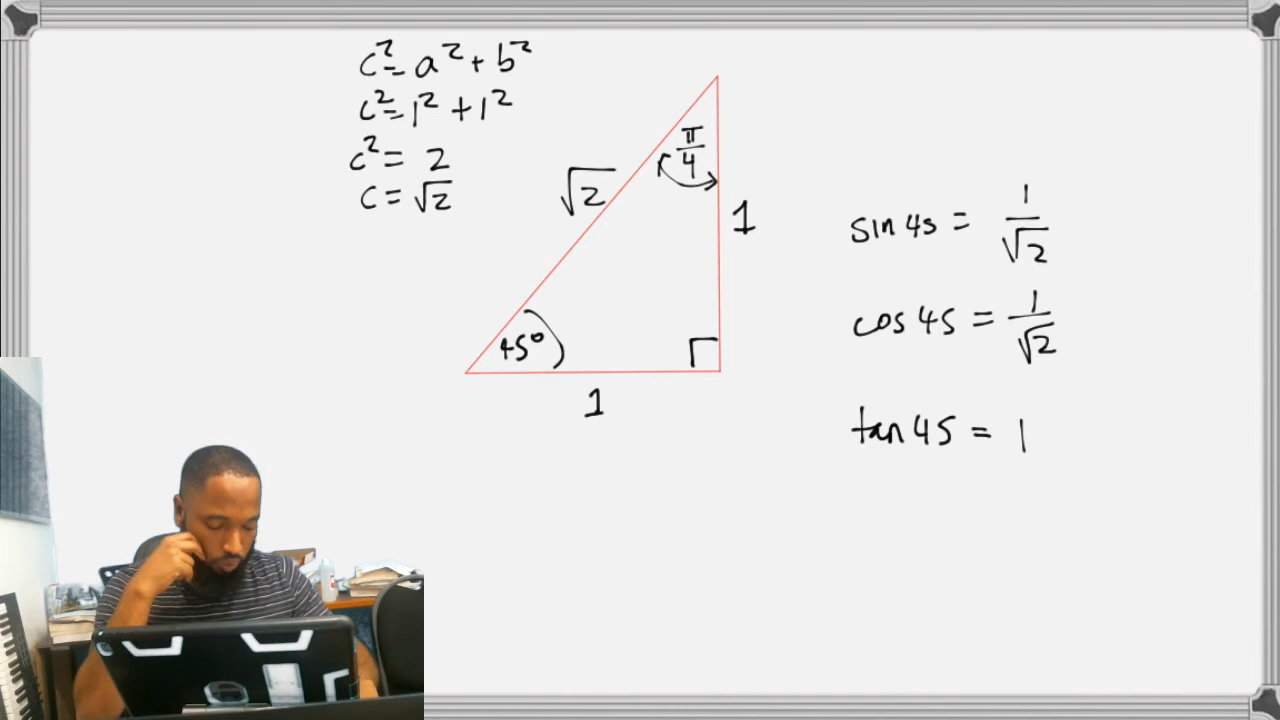 c² = a² + b²
c² = 1² + 1²
c² = 2
c = √2
π/4
√2
1
45°
1
sin 45 = 1/√2
cos 45 = 1/√2
tan 45 = 1